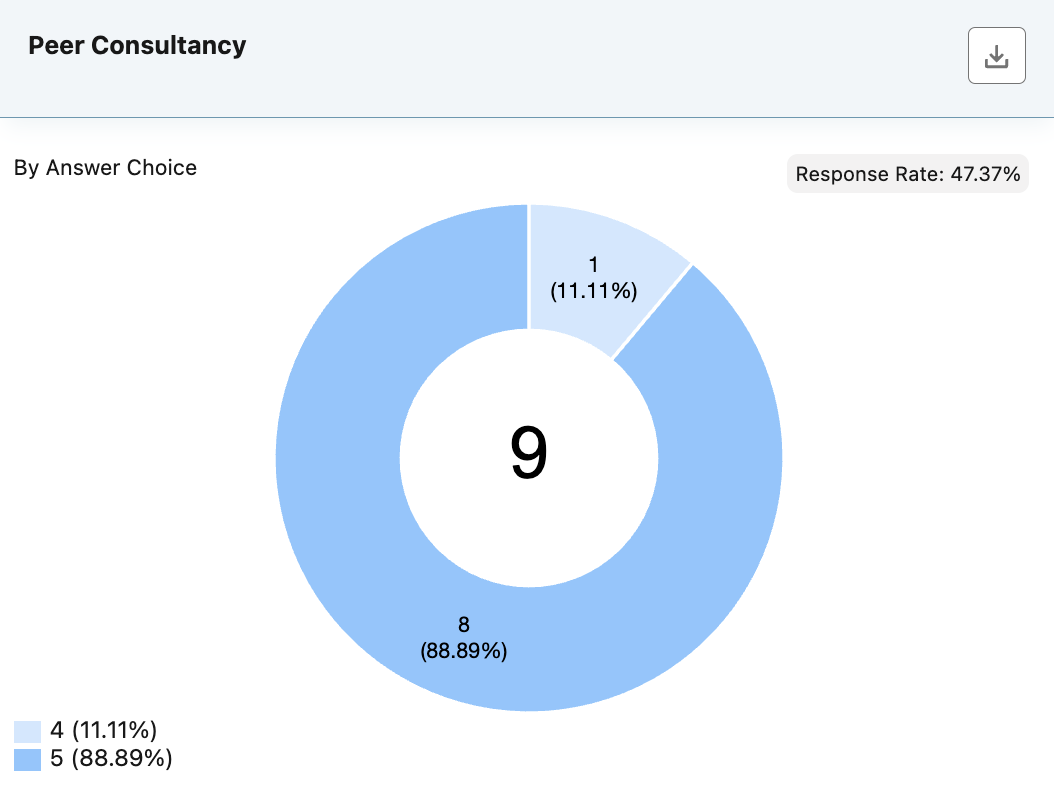 Peer Consultancy
By Answer Choice
Response Rate: 47.37%
1
(11.11%)
9
8
(88.89%)
4 (11.11%)
5 (88.89%)